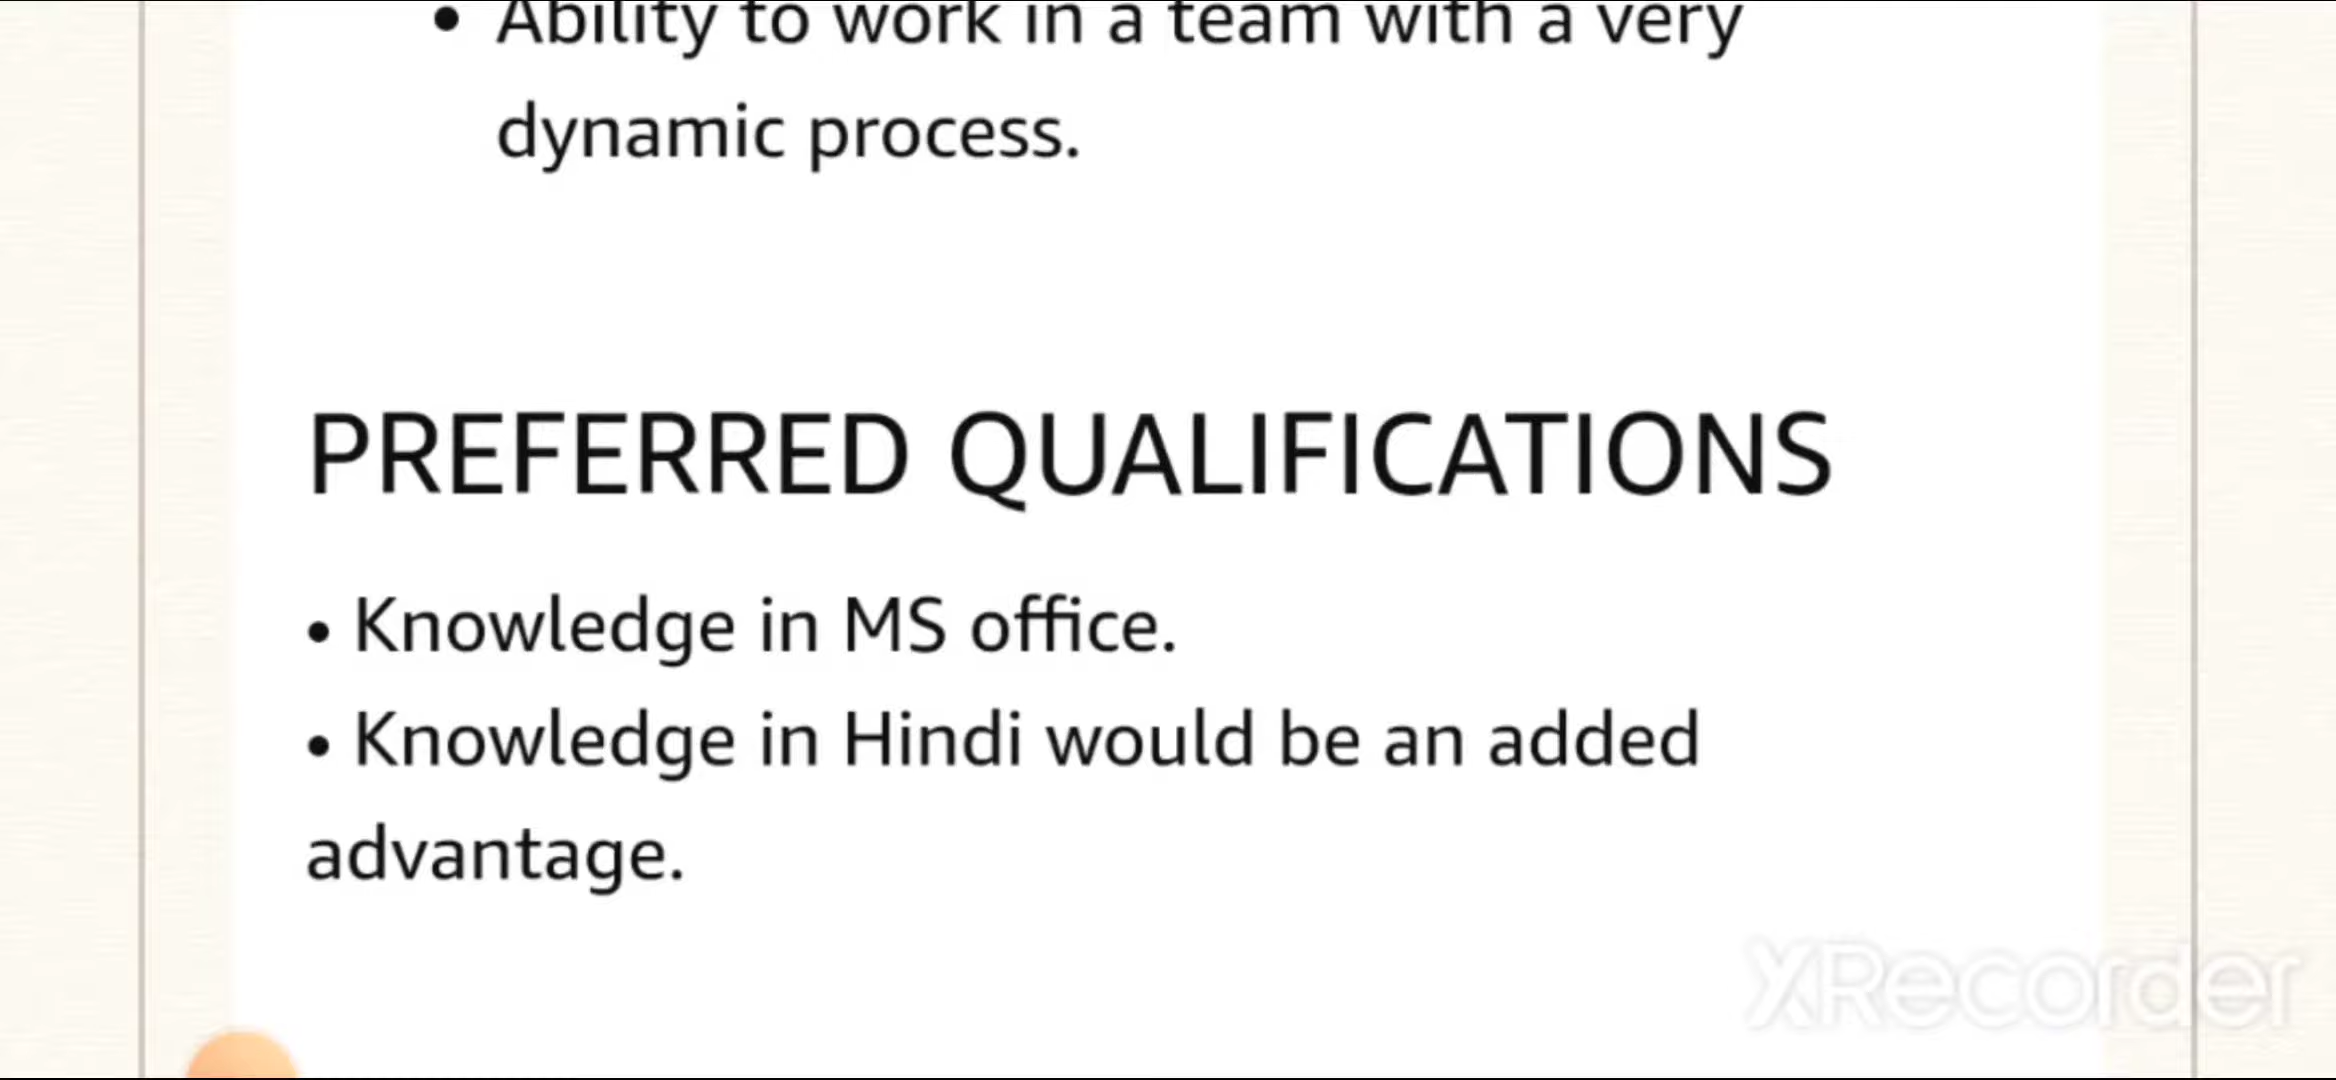 • Ability to work in a team with a very
dynamic process.
PREFERRED QUALIFICATIONS
• Knowledge in MS office.
• Knowledge in Hindi would be an added
advantage.
XRecorder